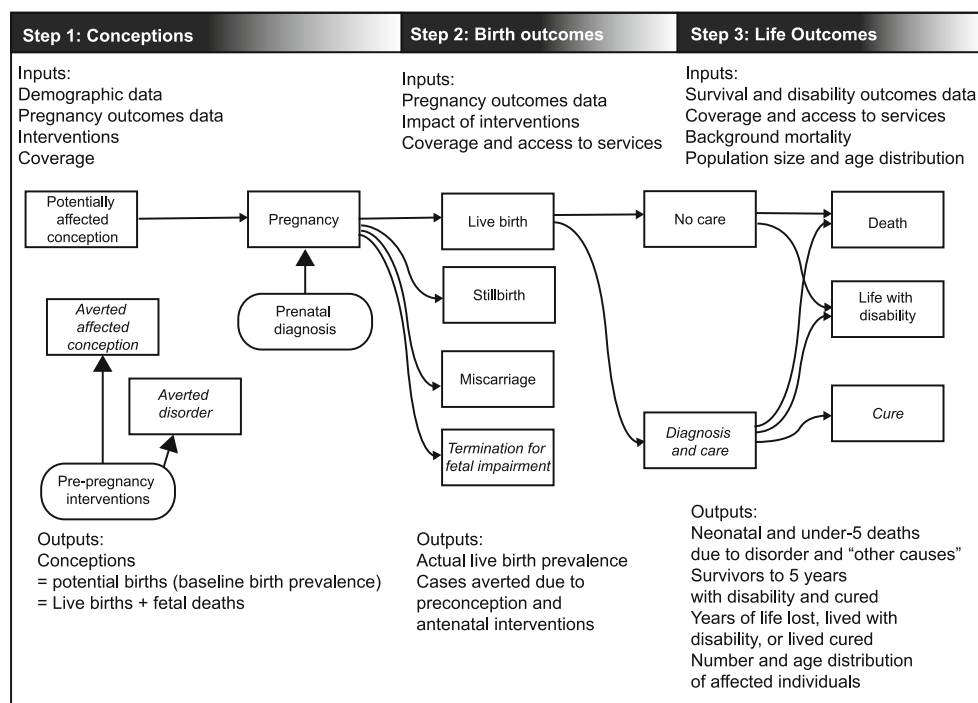 Step 1: Conceptions
Step 2: Birth outcomes
Step 3: Life Outcomes
Inputs:
Demographic data
Pregnancy outcomes data
Interventions
Coverage
Inputs:
Pregnancy outcomes data
Impact of interventions
Coverage and access to services
Inputs:
Survival and disability outcomes data
Coverage and access to services
Background mortality
Population size and age distribution
Potentially
affected
conception
Pregnancy
Live birth
No care
Death
Stillbirth
Life with
disability
Prenatal
diagnosis
Averted
affected
conception
Miscarriage
Averted
disorder
Cure
Termination for
fetal impairment
Diagnosis
and care
Pre-pregnancy
interventions
Outputs:
Conceptions
= potential births (baseline birth prevalence)
= Live births + fetal deaths
Outputs:
Actual live birth prevalence
Cases averted due to
preconception and
antenatal interventions
Outputs:
Neonatal and under-5 deaths
due to disorder and “other causes”
Survivors to 5 years
with disability and cured
Years of life lost, lived with
disability, or lived cured
Number and age distribution
of affected individuals